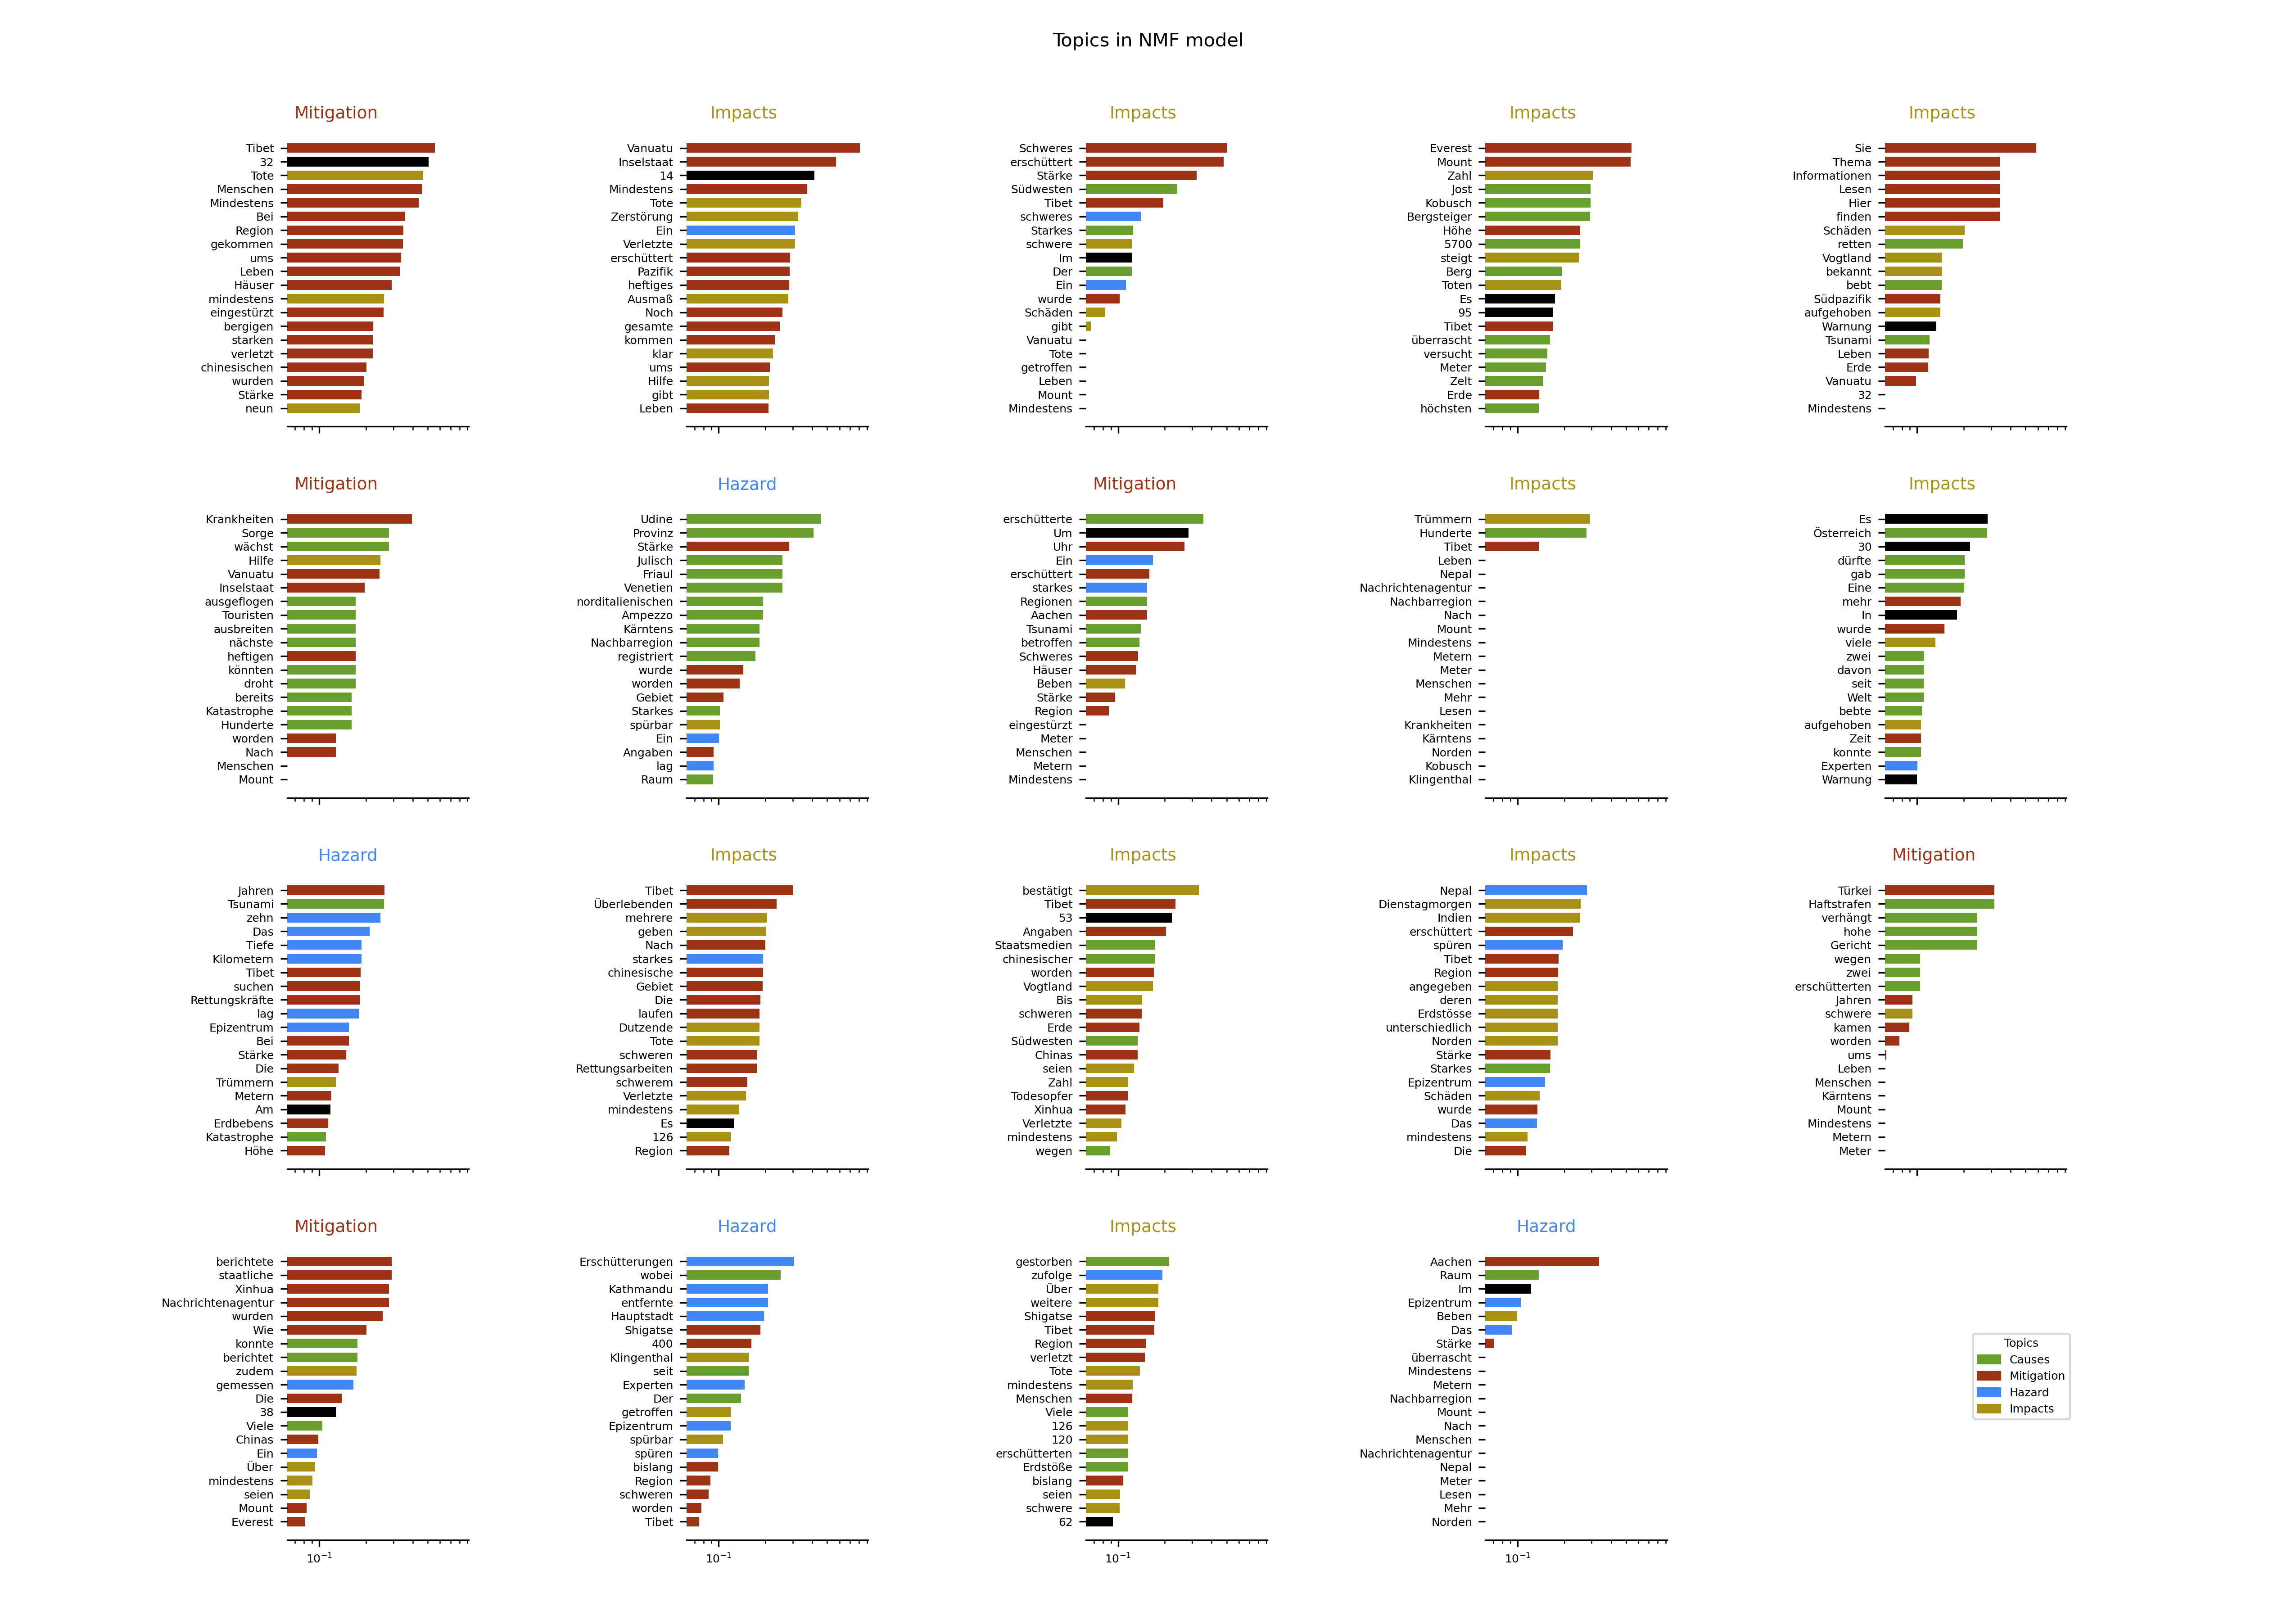 Topics in NMF model
Mitigation
Tibet
32
Tote
Menschen
Mindestens
Bei
Region
gekommen
ums
Leben
Häuser
mindestens
eingestürzt
bergigen
starken
verletzt
chinesischen
wurden
Stärke
neun
Impacts
Vanuatu
Inselstaat
14
Mindestens
Tote
Zerstörung
Ein
Verletzte
erschüttert
Pazifik
heftiges
Ausmaß
Noch
gesamte
kommen
klar
ums
Hilfe
gibt
Leben
Impacts
Schweres
erschüttert
Stärke
Südwesten
Tibet
schweres
Starkes
schwere
Im
Der
Ein
wurde
Schäden
gibt
Vanuatu
Tote
getroffen
Leben
Mount
Mindestens
Impacts
Everest
Mount
Zahl
Jost
Kobusch
Bergsteiger
Höhe
5700
steigt
Berg
Toten
Es
95
Tibet
überrascht
versucht
Meter
Zelt
Erde
höchsten
Impacts
Sie
Thema
Informationen
Lesen
Hier
finden
Schäden
retten
Vogtland
bekannt
bebt
Südpazifik
aufgehoben
Warnung
Tsunami
Leben
Erde
Vanuatu
32
Mindestens
Mitigation
Krankheiten
Sorge
wächst
Hilfe
Vanuatu
Inselstaat
ausgeflogen
Touristen
ausbreiten
nächste
heftigen
könnten
droht
bereits
Katastrophe
Hunderte
worden
Nach
Menschen
Mount
Hazard
Udine
Provinz
Stärke
Julisch
Friaul
Venetien
norditalienischen
Ampezzo
Kärntens
Nachbarregion
registriert
wurde
worden
Gebiet
Starkes
spürbar
Ein
Angaben
lag
Raum
Mitigation
erschütterte
Um
Uhr
Ein
erschüttert
starkes
Regionen
Aachen
Tsunami
betroffen
Schweres
Häuser
Beben
Stärke
Region
eingestürzt
Meter
Menschen
Metern
Mindestens
Impacts
Trümmern
Hunderte
Tibet
Leben
Nepal
Nachrichtenagentur
Nachbarregion
Nach
Mount
Mindestens
Metern
Meter
Menschen
Mehr
Lesen
Krankheiten
Kärntens
Norden
Kobusch
Klingenthal
Impacts
Es
Österreich
30
dürfte
gab
Eine
mehr
In
wurde
viele
zwei
davon
seit
Welt
bebte
aufgehoben
Zeit
konnte
Experten
Warnung
Hazard
Jahren
Tsunami
zehn
Das
Tiefe
Kilometern
Tibet
suchen
Rettungskräfte
lag
Epizentrum
Bei
Stärke
Die
Trümmern
Metern
Am
Erdbebens
Katastrophe
Höhe
Impacts
Tibet
Überlebenden
mehrere
geben
Nach
starkes
chinesische
Gebiet
Die
laufen
Dutzende
Tote
schweren
Rettungsarbeiten
schwerem
Verletzte
mindestens
Es
126
Region
Impacts
bestätigt
Tibet
53
Angaben
Staatsmedien
chinesischer
worden
Vogtland
Bis
schweren
Erde
Südwesten
Chinas
seien
Zahl
Todesopfer
Xinhua
Verletzte
mindestens
wegen
Impacts
Nepal
Dienstagmorgen
Indien
erschüttert
spüren
Tibet
Region
angegeben
deren
Erdstösse
unterschiedlich
Norden
Stärke
Starkes
Epizentrum
Schäden
wurde
Das
mindestens
Die
Mitigation
Türkei
Haftstrafen
verhängt
hohe
Gericht
wegen
zwei
erschütterten
Jahren
schwere
kamen
worden
ums
Leben
Menschen
Kärntens
Mount
Mindestens
Metern
Meter
Mitigation
berichtete
staatliche
Xinhua
Nachrichtenagentur
wurden
Wie
konnte
berichtet
zudem
gemessen
Die
38
Viele
Chinas
Ein
Über
mindestens
seien
Mount
Everest
10⁻¹
Hazard
Erschütterungen
wobei
Kathmandu
entfernte
Hauptstadt
Shigatse
400
Klingenthal
seit
Experten
Der
getroffen
Epizentrum
spürbar
spüren
bislang
Region
schweren
worden
Tibet
10⁻¹
Impacts
gestorben
zufolge
Über
weitere
Shigatse
Tibet
Region
verletzt
Tote
mindestens
Menschen
Viele
126
120
erschütterten
Erdstöße
bislang
seien
schwere
62
10⁻¹
Hazard
Aachen
Raum
Im
Epizentrum
Beben
Das
Stärke
überrascht
Mindestens
Metern
Nachbarregion
Mount
Nach
Menschen
Nachrichtenagentur
Nepal
Meter
Lesen
Mehr
Norden
10⁻¹
Topics
Causes
Mitigation
Hazard
Impacts